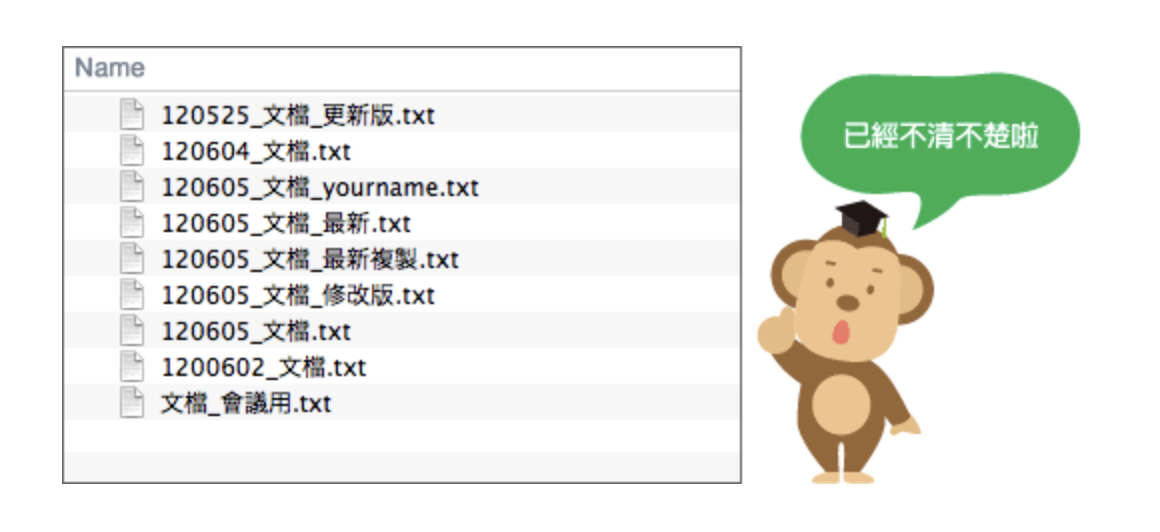 Name
120525_文檔_更新版.txt
120604_文檔.txt
120605_文檔_yourname.txt
120605_文檔_最新.txt
120605_文檔_最新複製.txt
120605_文檔_修改版.txt
120605_文檔.txt
1200602_文檔.txt
文檔_會議用.txt
已經不清不楚啦